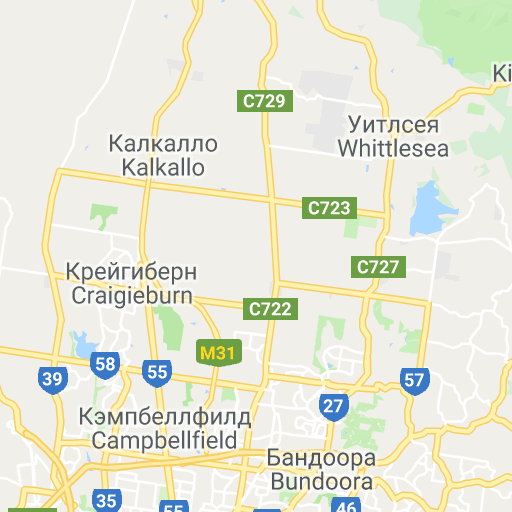 Ki
C729
Уитлсея
Whittlesea
Калкалло
Kalkallo
C723
C727
Крейгиберн
Craigieburn
C722
M31
58
55
39
57
27
Кэмпбеллфилд
Campbellfield
Бандоора
Bundoora
35
55
46